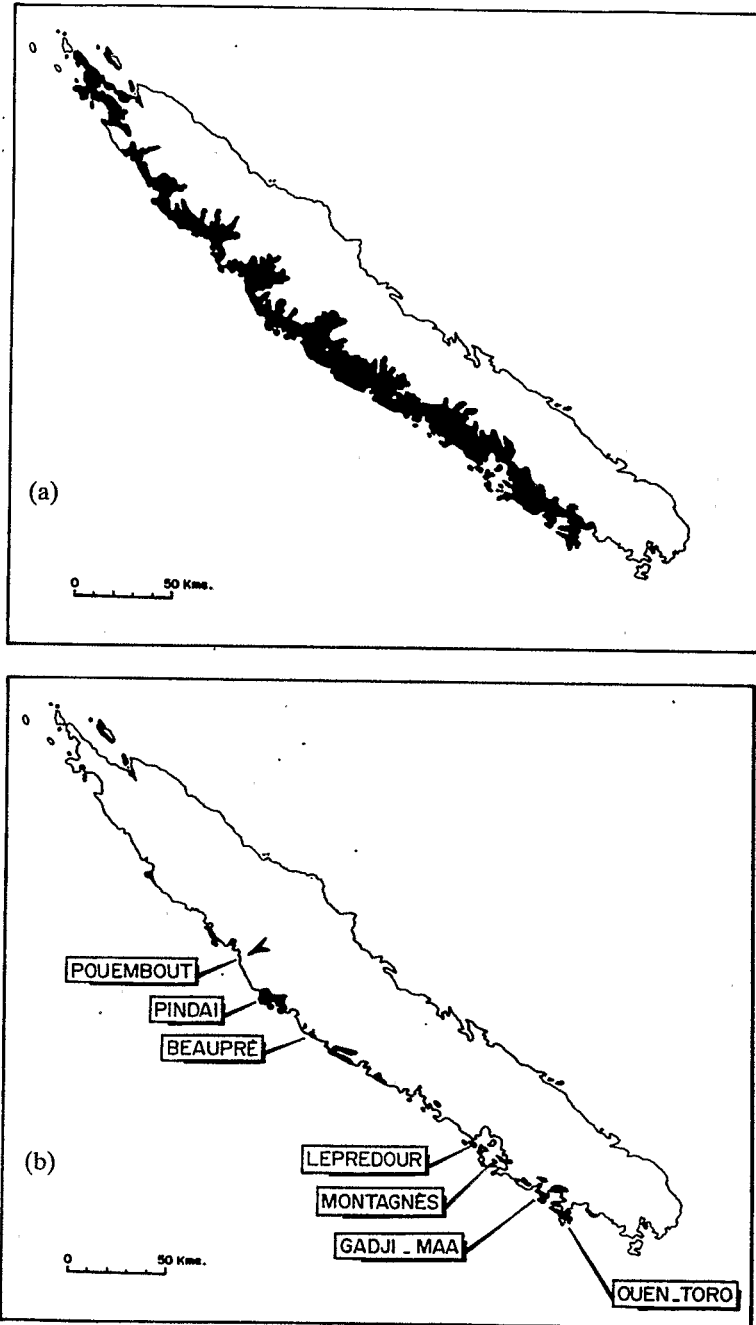 (a)
0 50 Kms.
POUEMBOUT
PINDAI
BEAUPRÉ
(b)
LEPREDOUR
MONTAGNÈS
GADJI_MAA
OUEN_TORO
0 50 Kms.